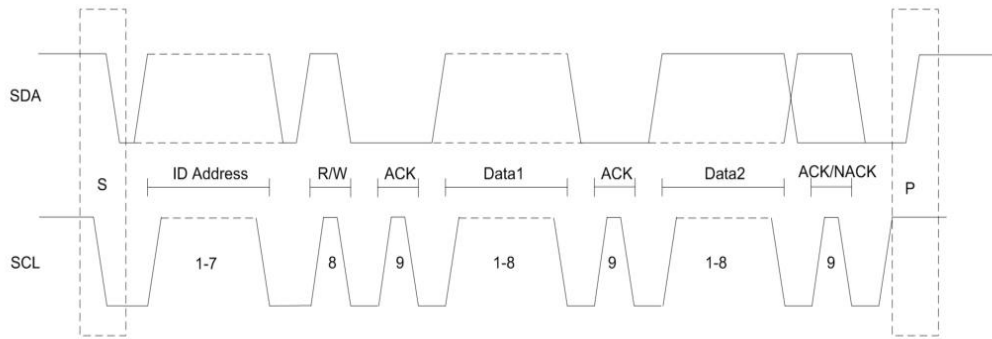 SDA
S
ID Address
R/W
ACK
Data1
ACK
Data2
ACK/NACK
P
SCL
1-7
8
9
1-8
9
1-8
9